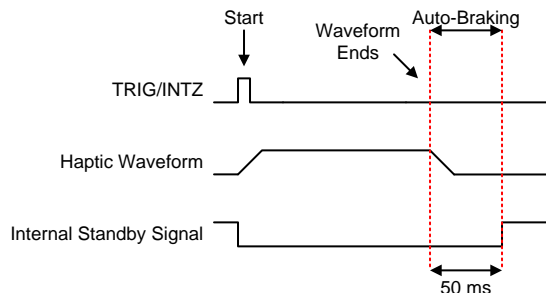 Start
Auto-Braking
Waveform
Ends
TRIG/INTZ
Haptic Waveform
Internal Standby Signal
50 ms